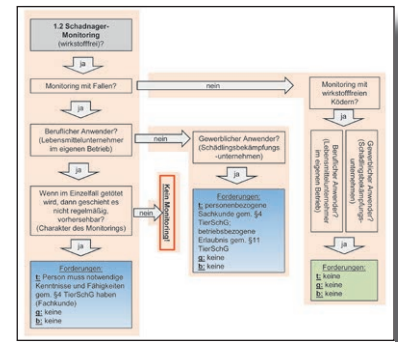 1.2 Schadnager-
Monitoring
(wirkstofffrei)?
ja
Monitoring mit Fallen?
nein
Monitoring mit
wirkstofffreien
Ködern?
ja
ja
Beruflicher Anwender?
(Lebensmittelunternehmer
im eigenen Betrieb)
nein
Gewerblicher Anwender?
(Schädlingsbekämpfungs-
unternehmen)
Beruflicher Anwender?
(Lebensmittelunternehmer
im eigenen Betrieb)
Gewerblicher Anwender?
(Schädlingsbekämpfungs-
unternehmen)
ja
ja
Wenn im Einzelfall getötet
wird, dann geschieht es
nicht regelmäßig,
vorhersehbar?
(Charakter des Monitorings)
nein
Kein Monitoring!
nein
Forderungen:
t: personenbezogene
Sachkunde gem. §4
TierSchG;
betriebsbezogene
Erlaubnis gem. §11
TierSchG
g: keine
b: keine
ja
ja
Forderungen:
t: Person muss notwendige
Kenntnisse und Fähigkeiten
gem. §4 TierSchG haben
(Fachkunde)
g: keine
b: keine
Forderungen:
t: keine
g: keine
b: keine